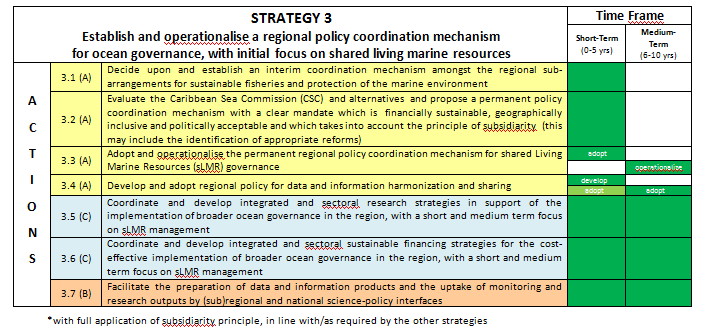 STRATEGY 3
Establish and operationalise a regional policy coordination mechanism
for ocean governance, with initial focus on shared living marine resources
Time Frame
Short-Term
(0-5 yrs)
Medium-
Term
(6-10 yrs)
A
C
T
I
O
N
S
3.1 (A)
Decide upon and establish an interim coordination mechanism amongst the regional sub-
arrangements for sustainable fisheries and protection of the marine environment
3.2 (A)
Evaluate the Caribbean Sea Commission (CSC) and alternatives and propose a permanent policy
coordination mechanism with a clear mandate which is financially sustainable, geographically
inclusive and politically acceptable and which takes into account the principle of subsidiarity (this
may include the identification of appropriate reforms)
3.3 (A)
Adopt and operationalise the permanent regional policy coordination mechanism for shared Living
Marine Resources (sLMR) governance
adopt
operationalise
3.4 (A)
Develop and adopt regional policy for data and information harmonization and sharing
develop
adopt
adopt
3.5 (C)
Coordinate and develop integrated and sectoral research strategies in support of the
implementation of broader ocean governance in the region, with a short and medium term focus
on sLMR management
3.6 (C)
Coordinate and develop integrated and sectoral sustainable financing strategies for the cost-
effective implementation of broader ocean governance in the region, with a short and medium
term focus on sLMR management
3.7 (B)
Facilitate the preparation of data and information products and the uptake of monitoring and
research outputs by (sub)regional and national science-policy interfaces
*with full application of subsidiarity principle, in line with/as required by the other strategies